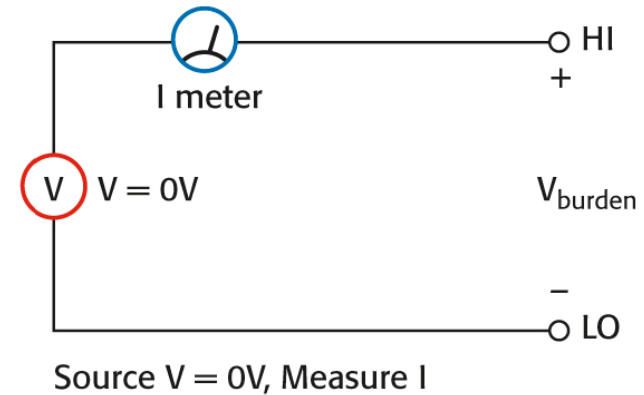 HI
+
I meter
V
V = 0V
Vburden
–
LO
Source V = 0V, Measure I